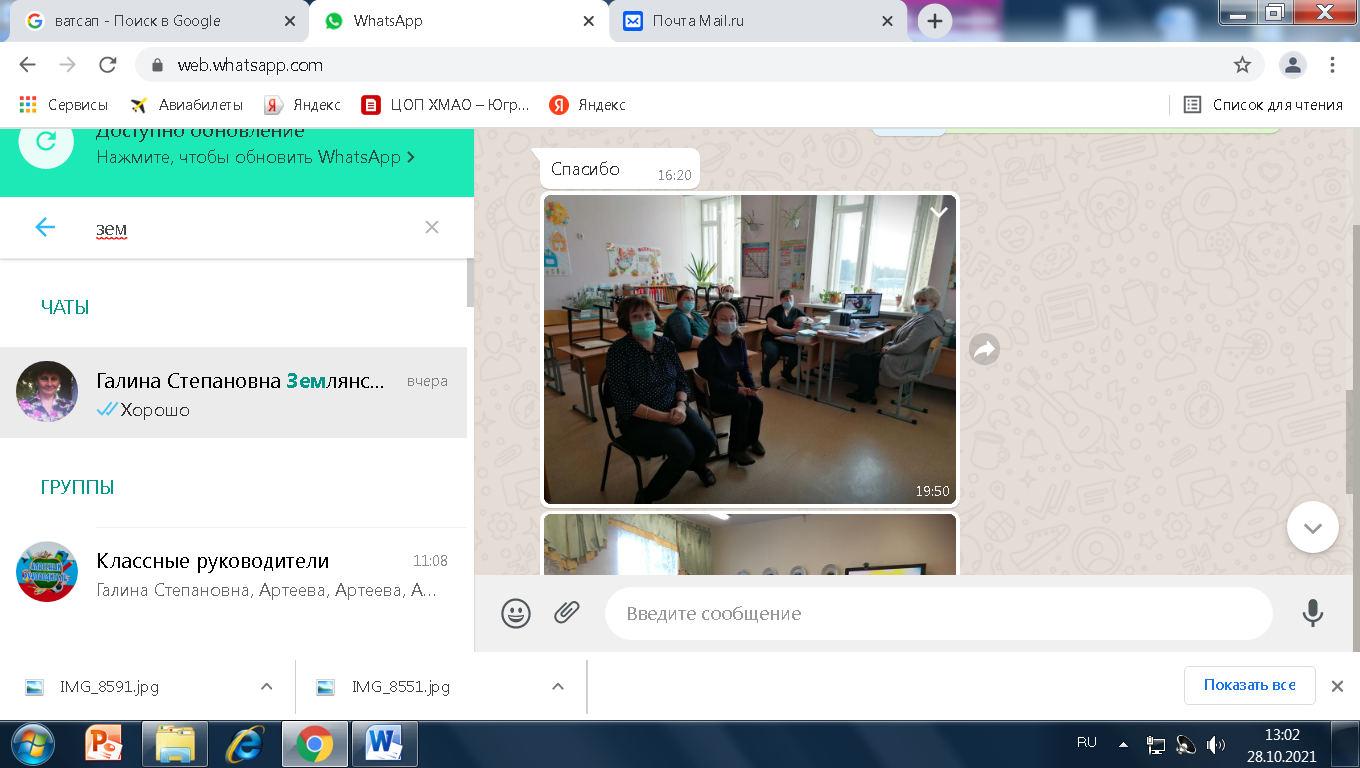 ватсап - Поиск в Google
WhatsApp
Почта Mail.ru
web.whatsapp.com
Сервисы
Авиабилеты
Яндекс
ЦОП ХМАО – Югр...
Яндекс
Список для чтения
Доступно обновление
Нажмите, чтобы обновить WhatsApp
зем
ЧАТЫ
Галина Степановна Землянс... вчера
Хорошо
ГРУППЫ
Классные руководители 11:08
Галина Степановна, Артеева, Артеева, А...
Спасибо 16:20
19:50
Введите сообщение
IMG_8591.jpg
IMG_8551.jpg
Показать все
RU
13:02
28.10.2021